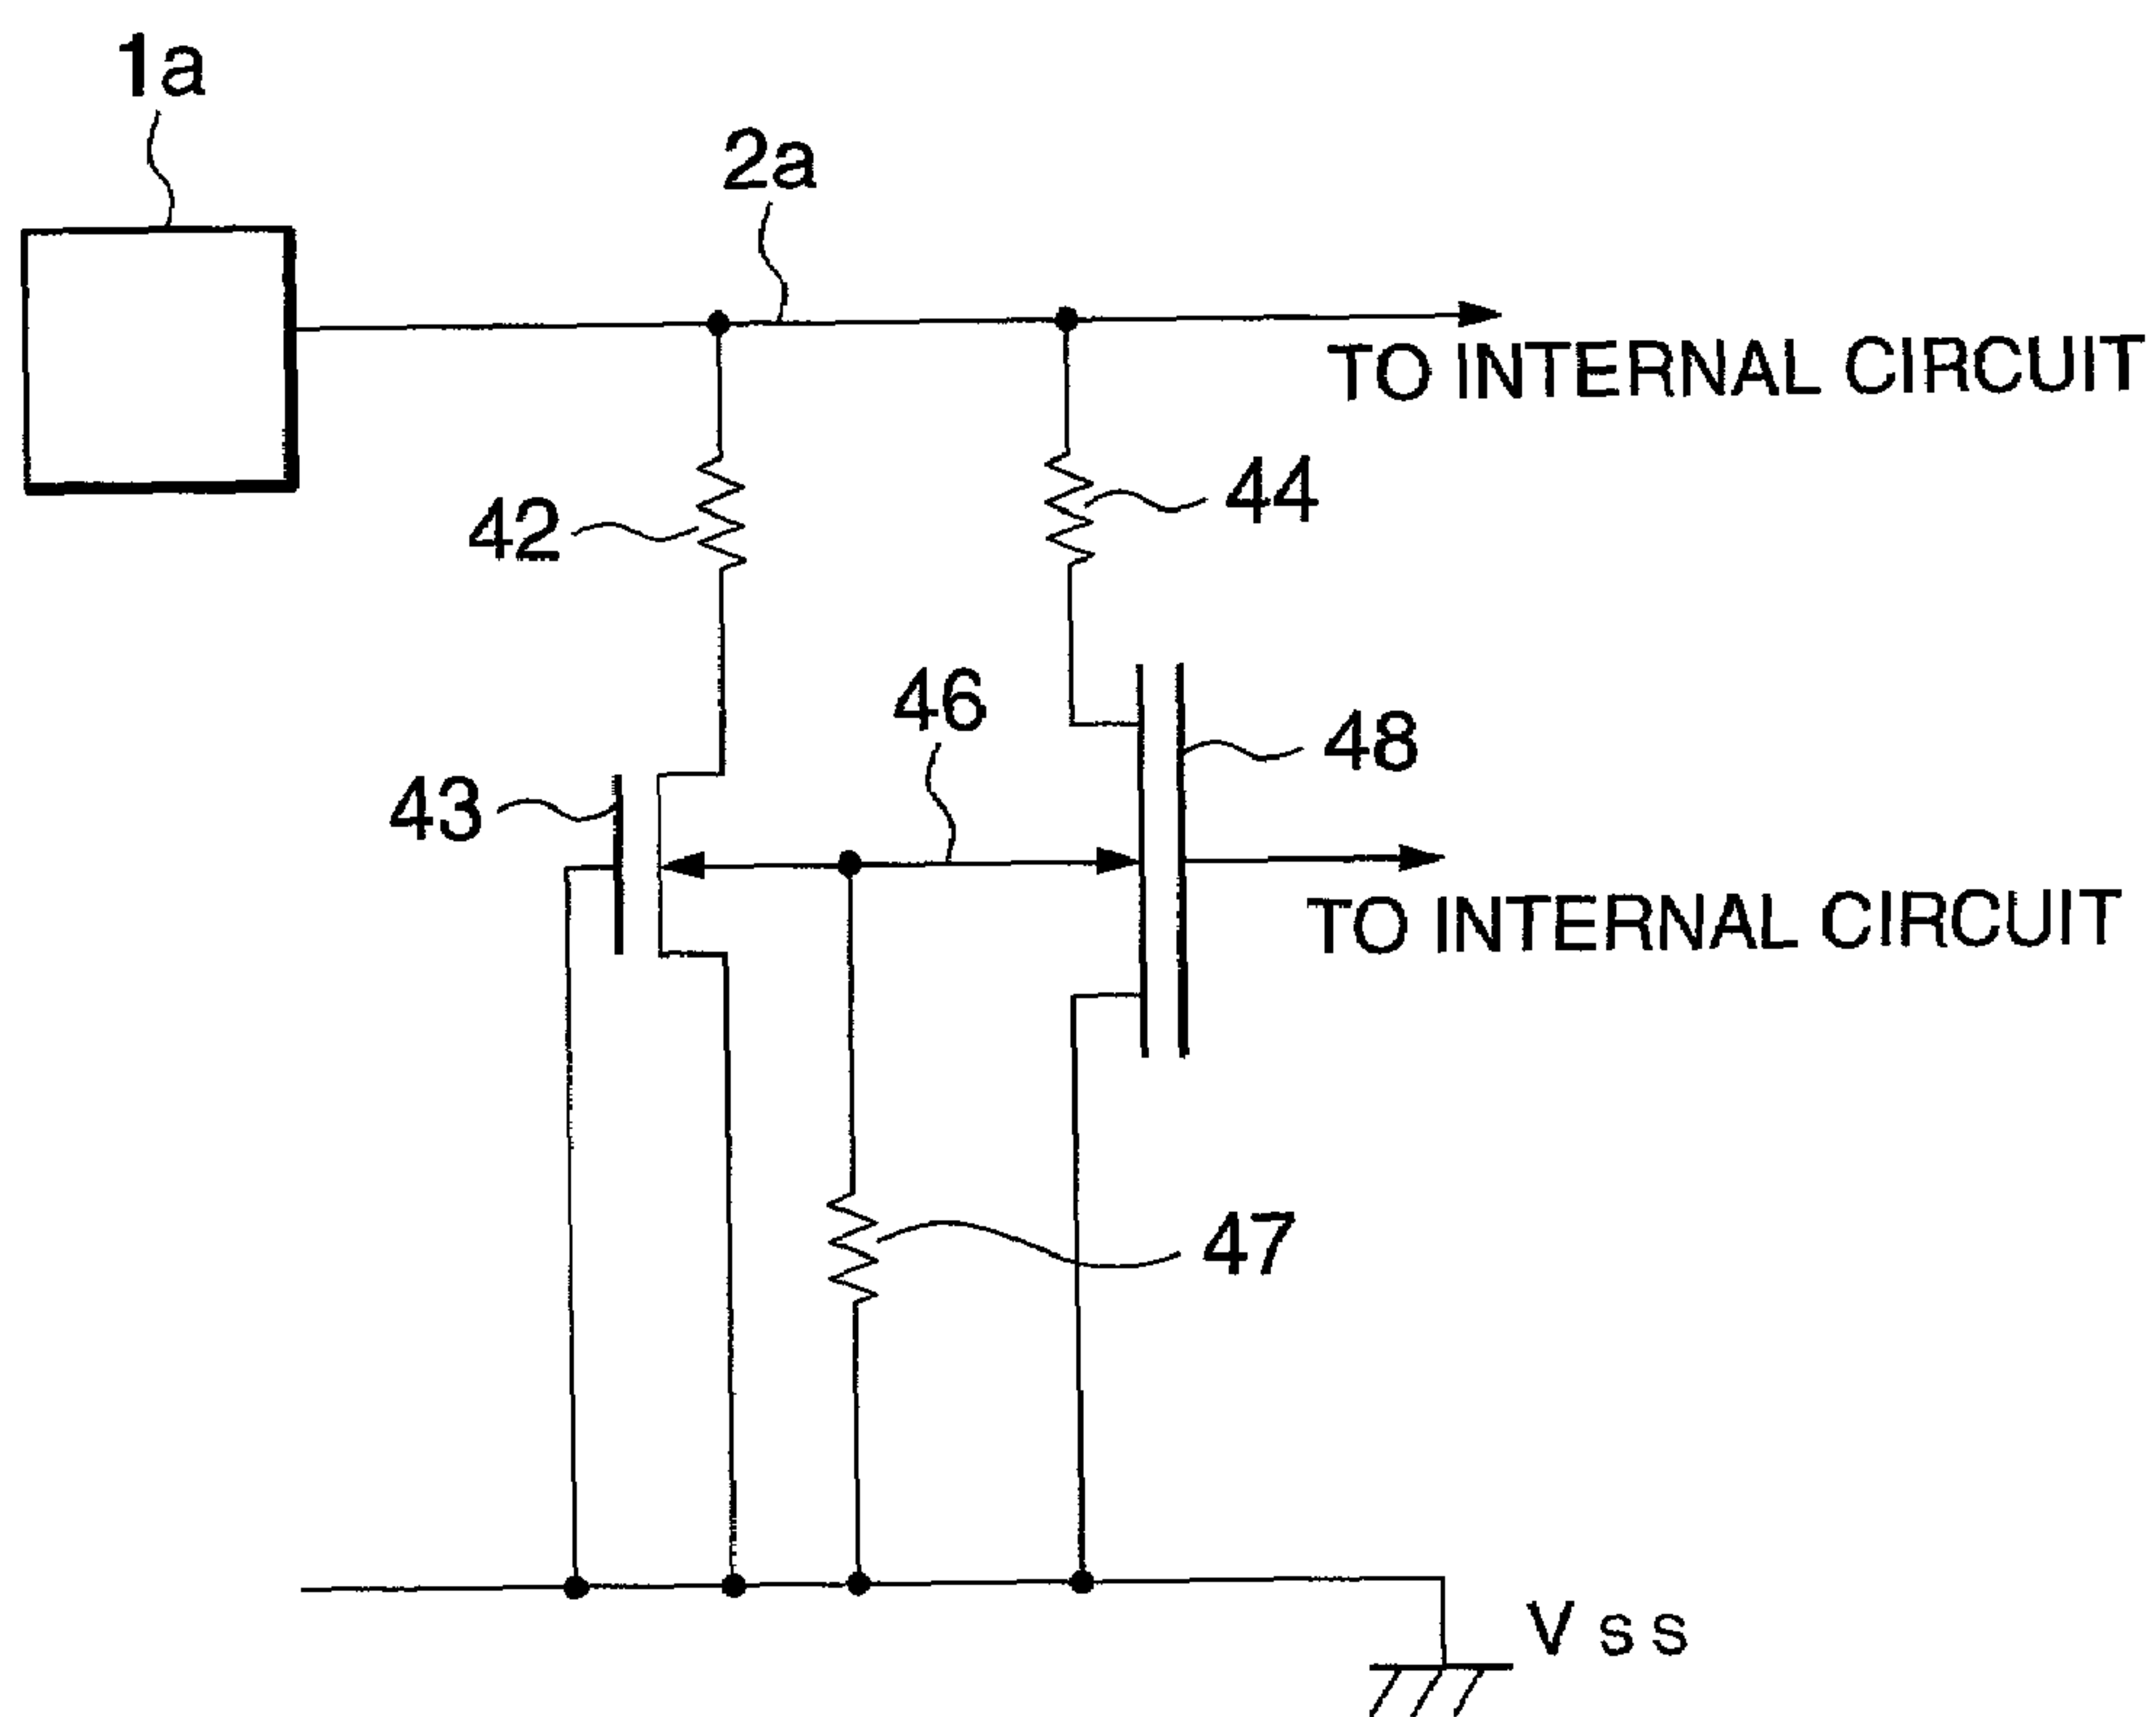 1a
2a
TO INTERNAL CIRCUIT
42
44
46
48
43
TO INTERNAL CIRCUIT
47
Vss